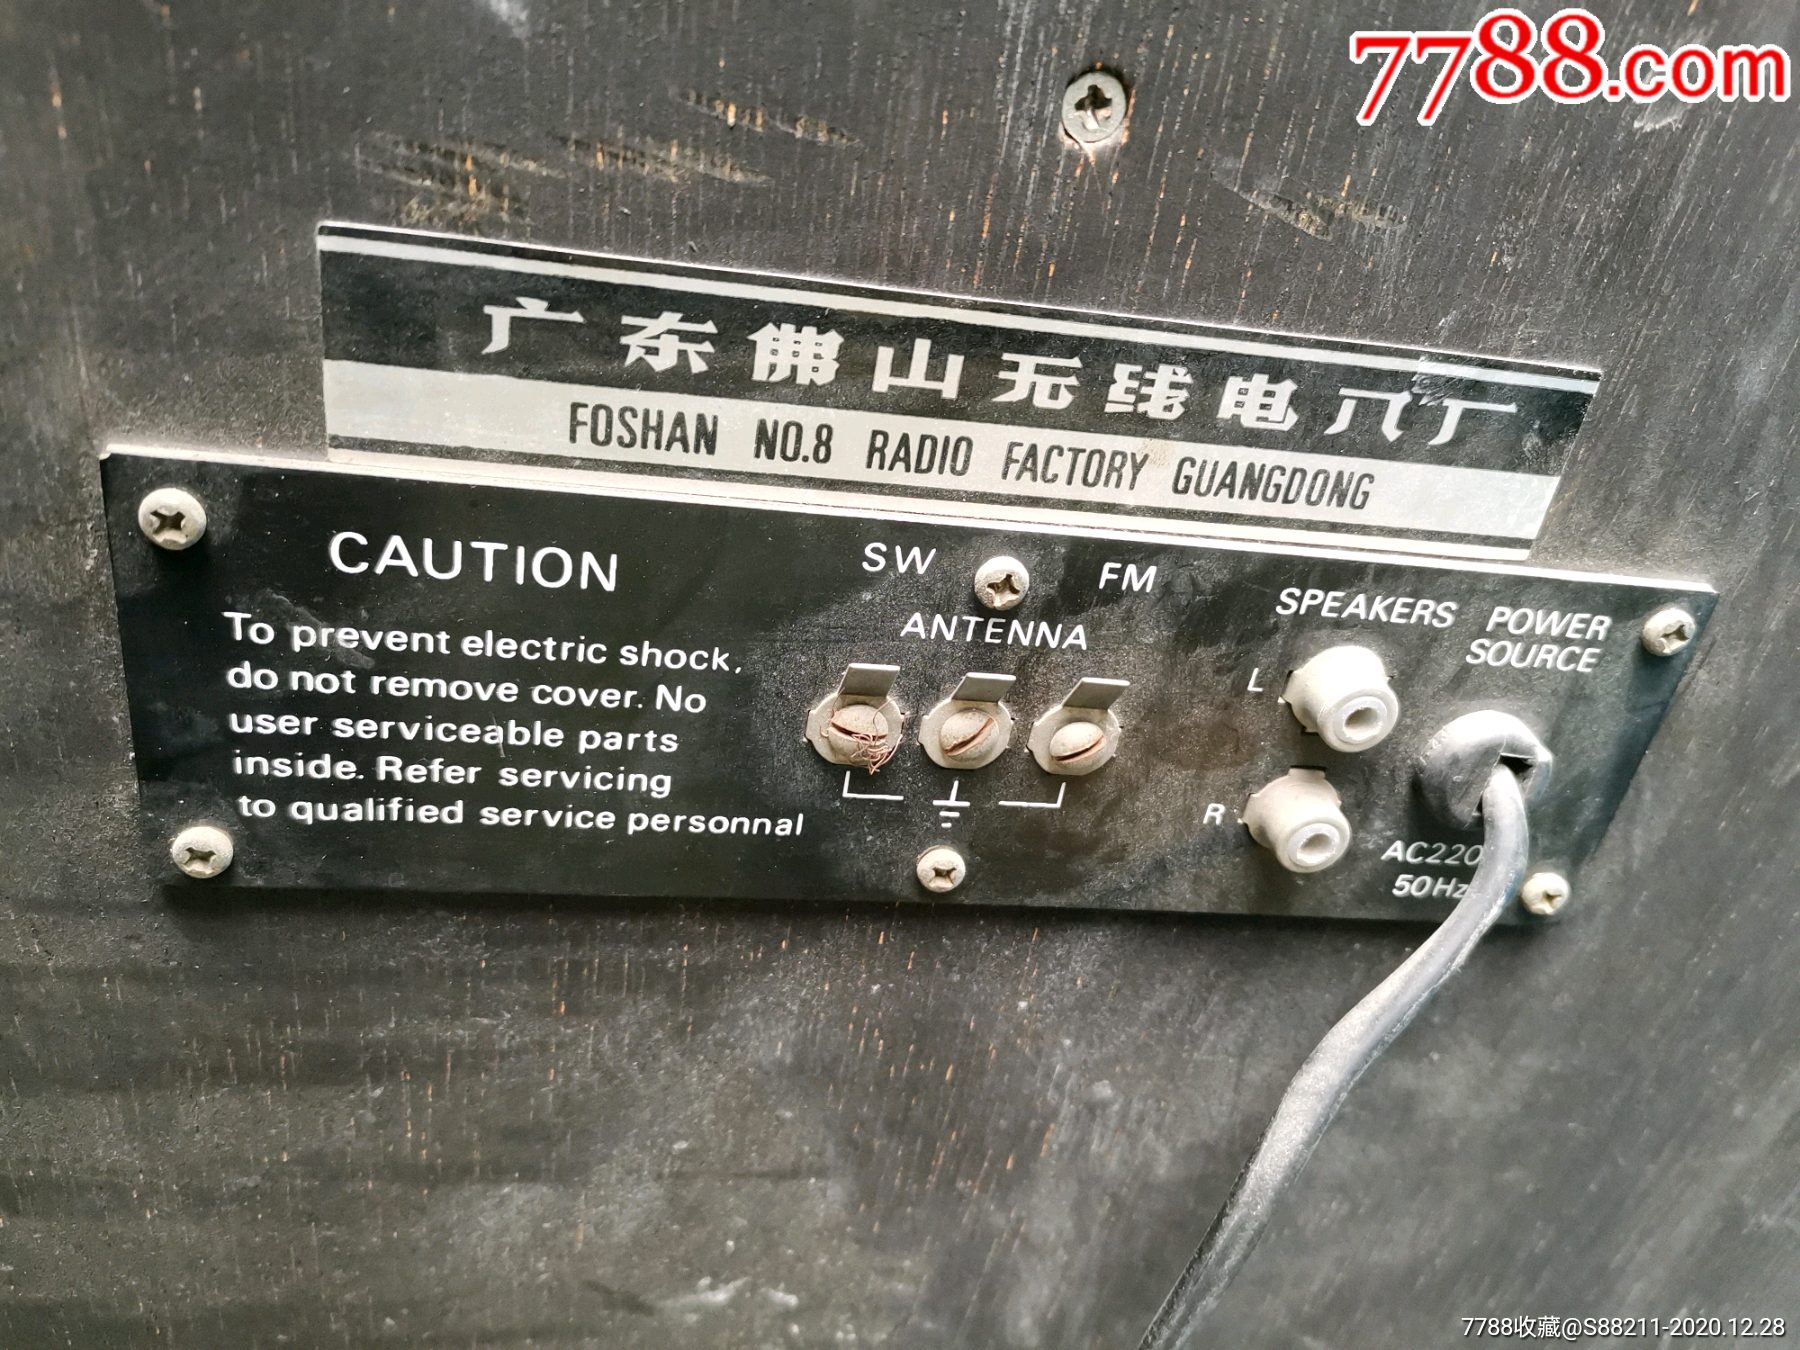 7788.com
广东佛山无线电八厂
FOSHAN NO.8 RADIO FACTORY GUANGDONG
CAUTION
To prevent electric shock,
do not remove cover. No
user serviceable parts
inside. Refer servicing
to qualified service personnal
SW
FM
ANTENNA
SPEAKERS
L
R
POWER
SOURCE
AC220
50Hz
7788收藏@S88211-2020.12.28